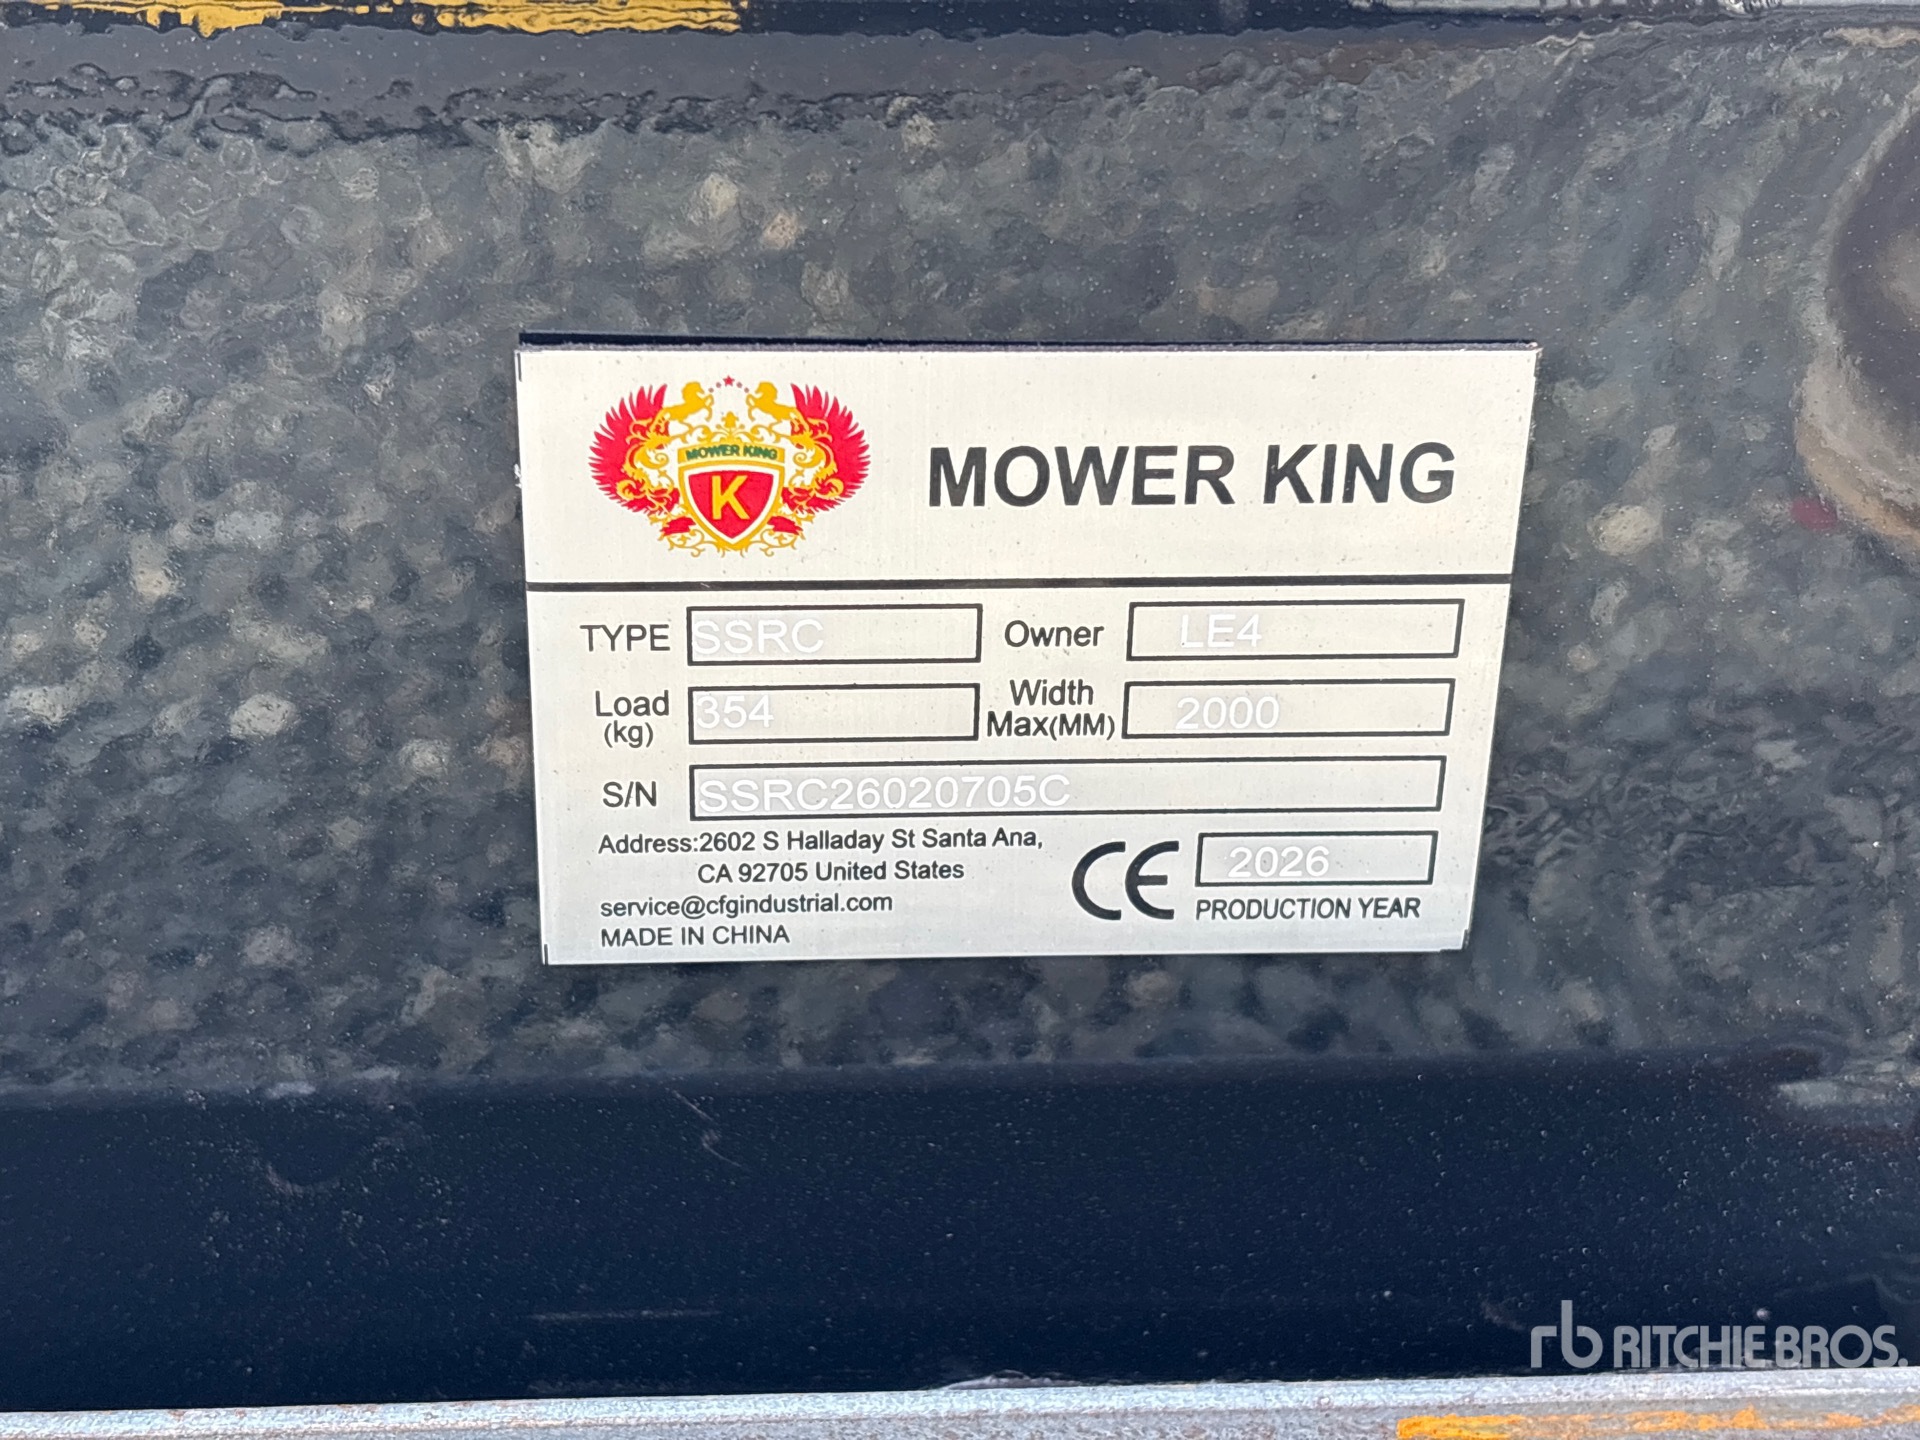 MOWER KING
K
MOWER KING
TYPE SSRC Owner LE4
Load (kg) 354 Width Max(MM) 2000
S/N SSRC26020705C
Address:2602 S Halladay St Santa Ana,
CA 92705 United States
service@cfgindustrial.com
MADE IN CHINA
CE 2026
PRODUCTION YEAR
rb RITCHIE BROS.